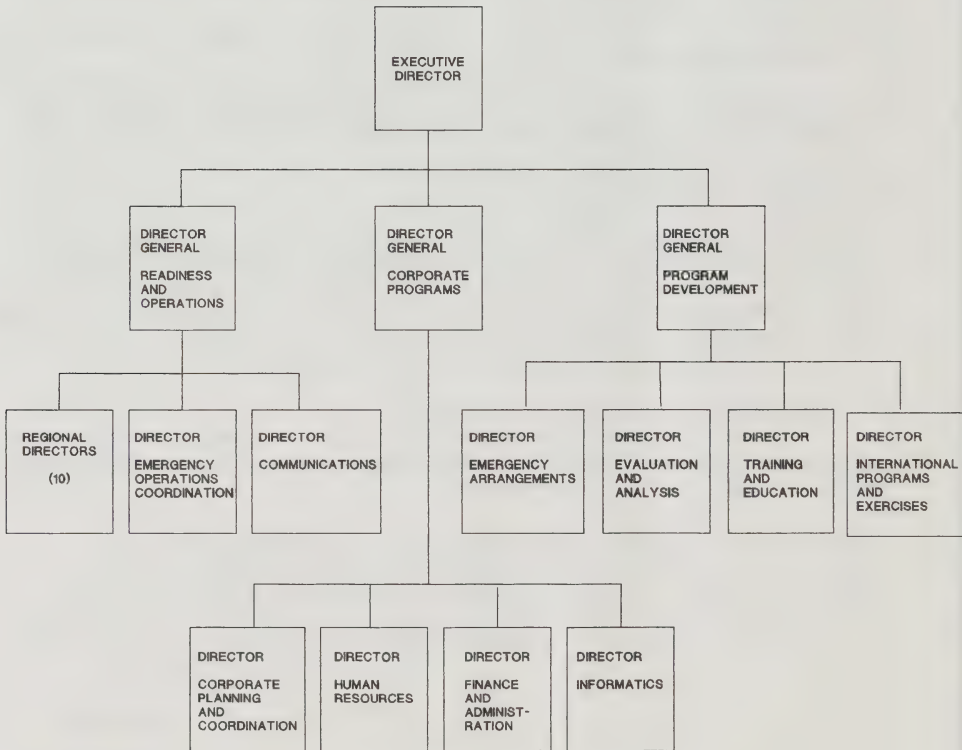 EXECUTIVE
DIRECTOR
DIRECTOR
GENERAL
READINESS
AND
OPERATIONS
DIRECTOR
GENERAL
CORPORATE
PROGRAMS
DIRECTOR
GENERAL
PROGRAM
DEVELOPMENT
REGIONAL
DIRECTORS
(10)
DIRECTOR
EMERGENCY
OPERATIONS
COORDINATION
DIRECTOR
COMMUNICATIONS
DIRECTOR
EMERGENCY
ARRANGEMENTS
DIRECTOR
EVALUATION
AND
ANALYSIS
DIRECTOR
TRAINING
AND
EDUCATION
DIRECTOR
INTERNATIONAL
PROGRAMS
AND
EXERCISES
DIRECTOR
CORPORATE
PLANNING
AND
COORDINATION
DIRECTOR
HUMAN
RESOURCES
DIRECTOR
FINANCE
AND
ADMINIST-
RATION
DIRECTOR
INFORMATICS